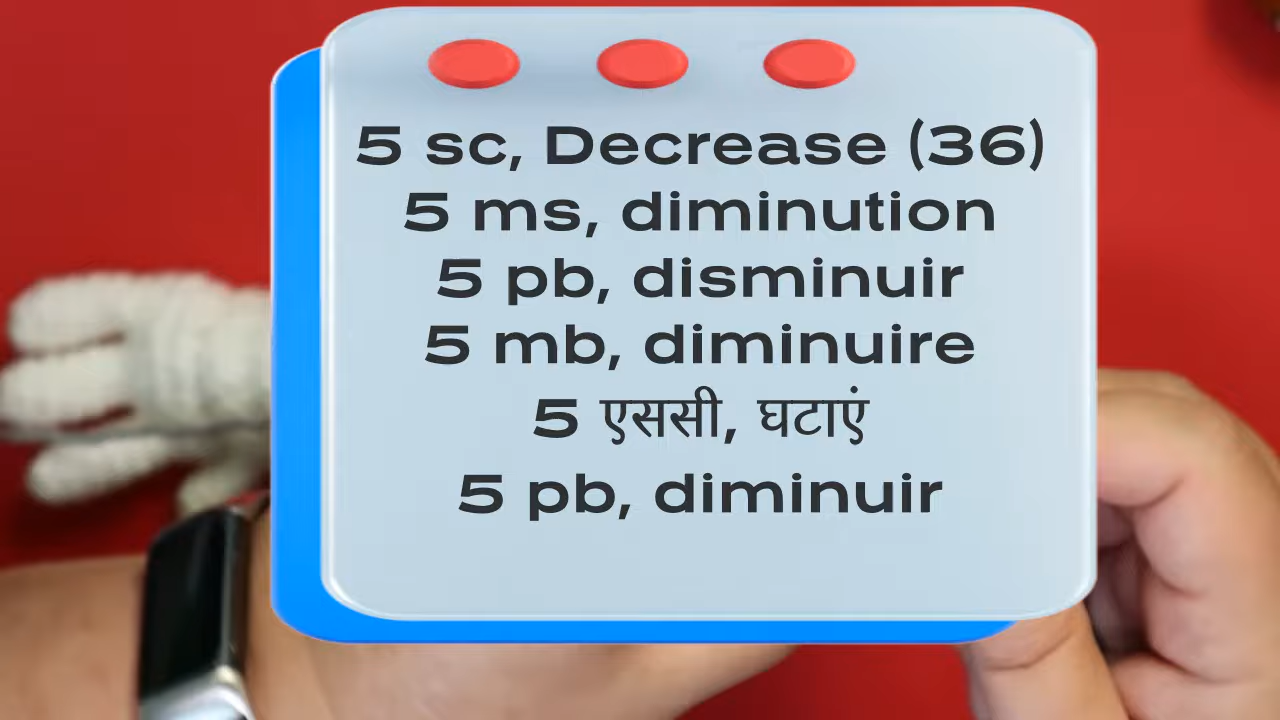 5 sc, Decrease (36)
5 ms, diminution
5 pb, disminuir
5 mb, diminuire
5 एससी, घटाएं
5 pb, diminuir